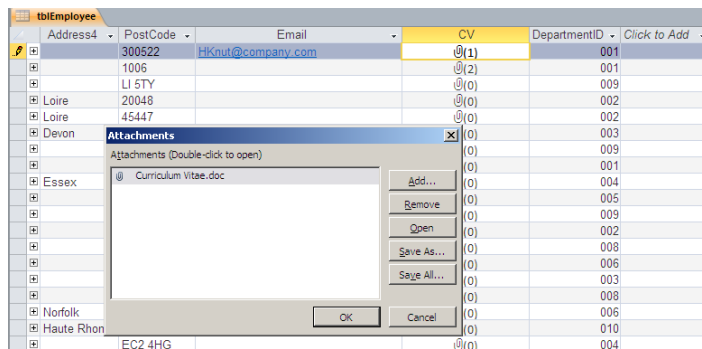 tblEmployee
Address4 PostCode Email CV DepartmentID Click to Add
300522 HKnut@company.com (1) 001
1006 (2) 001
LI 5TY (0) 009
Loire 20048 (0) 002
Loire 45447 (0) 002
Devon (0) 003
(0) 009
(0) 001
Essex (0) 004
(0) 005
(0) 009
(0) 002
(0) 008
(0) 006
(0) 003
(0) 008
Norfolk (0) 006
Haute Rhon (0) 010
EC2 4HG (0) 004
Attachments
Attachments (Double-click to open)
Curriculum Vitae.doc
Add...
Remove
Open
Save As...
Save All...
OK Cancel